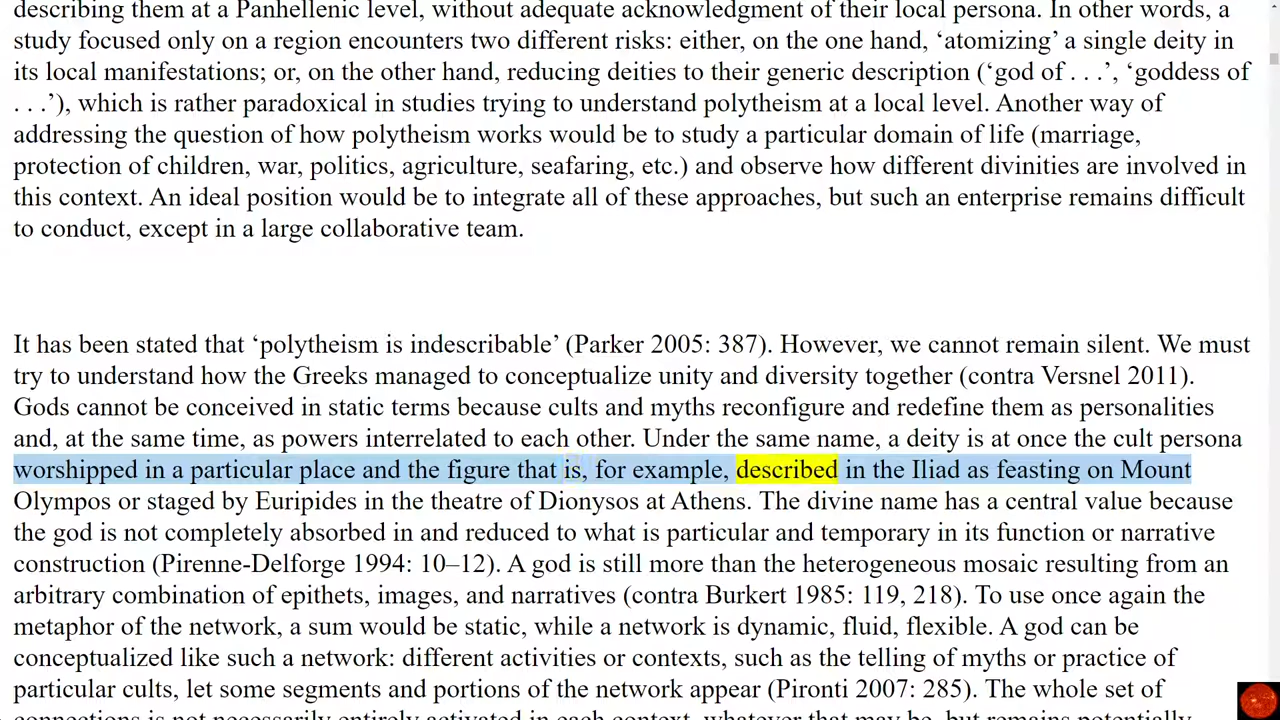 describing them at a Panhellenic level, without adequate acknowledgment of their local persona. In other words, a
study focused only on a region encounters two different risks: either, on the one hand, ‘atomizing’ a single deity in
its local manifestations; or, on the other hand, reducing deities to their generic description (‘god of . . .’, ‘goddess of
. . .’), which is rather paradoxical in studies trying to understand polytheism at a local level. Another way of
addressing the question of how polytheism works would be to study a particular domain of life (marriage,
protection of children, war, politics, agriculture, seafaring, etc.) and observe how different divinities are involved in
this context. An ideal position would be to integrate all of these approaches, but such an enterprise remains difficult
to conduct, except in a large collaborative team.
It has been stated that ‘polytheism is indescribable’ (Parker 2005: 387). However, we cannot remain silent. We must
try to understand how the Greeks managed to conceptualize unity and diversity together (contra Versnel 2011).
Gods cannot be conceived in static terms because cults and myths reconfigure and redefine them as personalities
and, at the same time, as powers interrelated to each other. Under the same name, a deity is at once the cult persona
worshipped in a particular place and the figure that is, for example, described in the Iliad as feasting on Mount
Olympos or staged by Euripides in the theatre of Dionysos at Athens. The divine name has a central value because
the god is not completely absorbed in and reduced to what is particular and temporary in its function or narrative
construction (Pirenne-Delforge 1994: 10–12). A god is still more than the heterogeneous mosaic resulting from an
arbitrary combination of epithets, images, and narratives (contra Burkert 1985: 119, 218). To use once again the
metaphor of the network, a sum would be static, while a network is dynamic, fluid, flexible. A god can be
conceptualized like such a network: different activities or contexts, such as the telling of myths or practice of
particular cults, let some segments and portions of the network appear (Pironti 2007: 285). The whole set of
connections is not necessarily entirely activated in each context, whatever that may be, but remains potentially